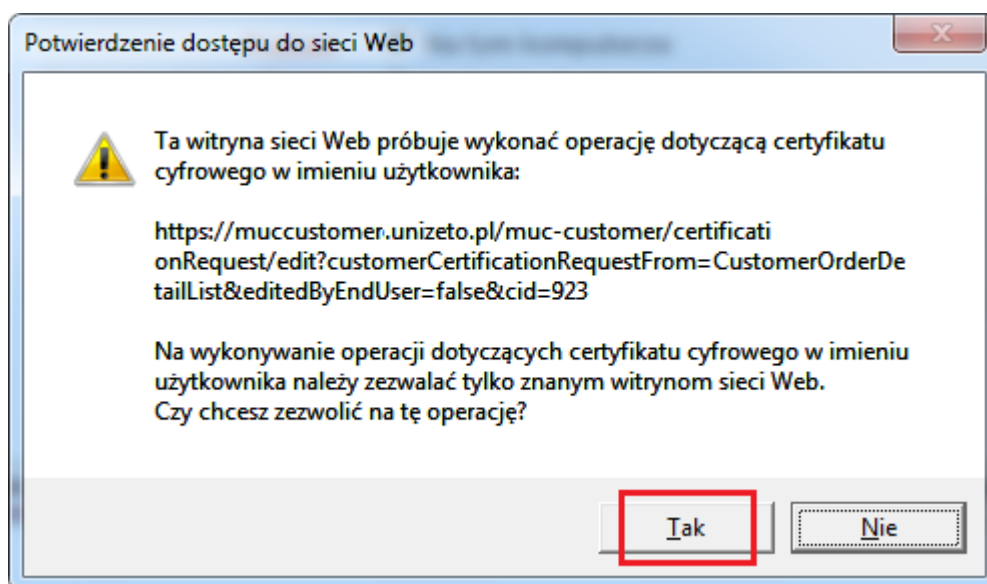 Potwierdzenie dostępu do sieci Web
Ta witryna sieci Web próbuje wykonać operację dotyczącą certyfikatu
cyfrowego w imieniu użytkownika:
https://muccustomer.unizeto.pl/muc-customer/certificati
onRequest/edit?customerCertificationRequestFrom=CustomerOrderDe
tailList&editedByEndUser=false&cid=923
Na wykonywanie operacji dotyczących certyfikatu cyfrowego w imieniu
użytkownika należy zezwalać tylko znanym witrynom sieci Web.
Czy chcesz zezwolić na tę operację?
Tak
Nie